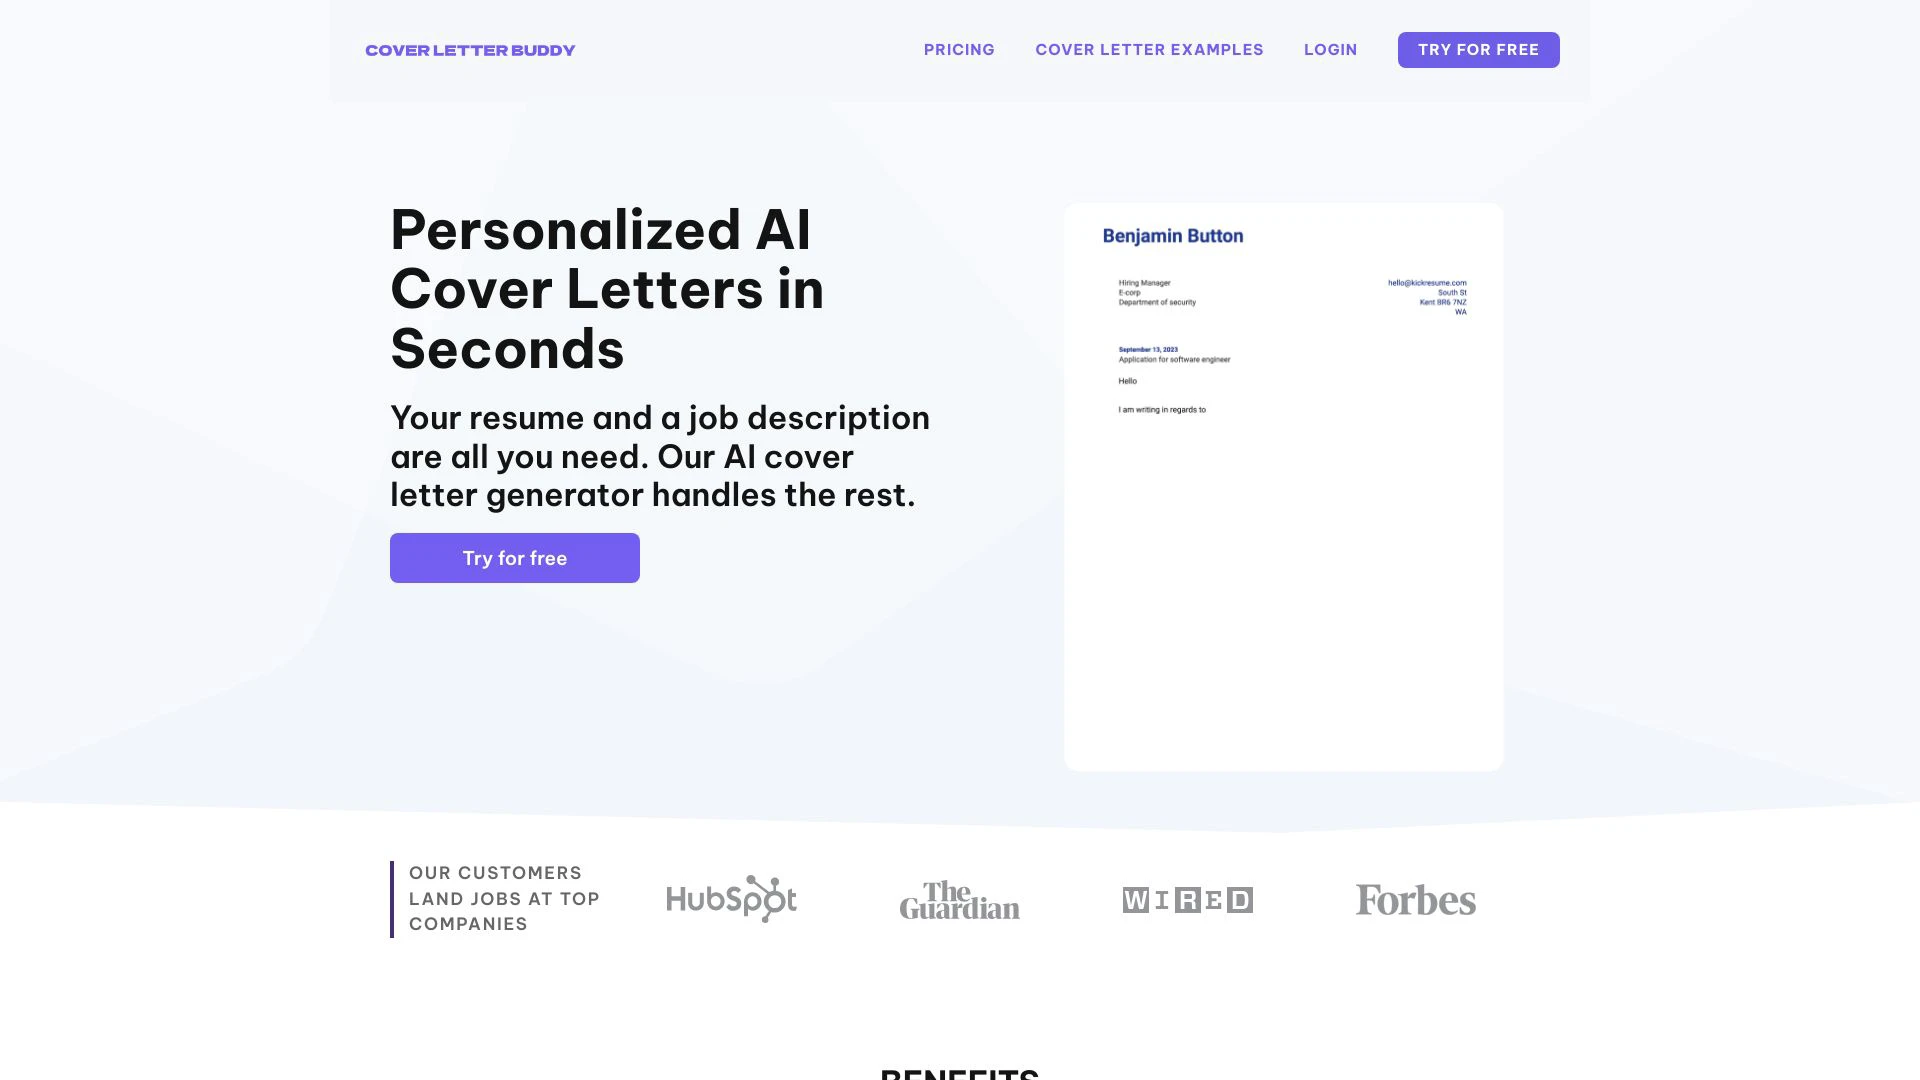 COVER LETTER BUDDY
PRICING
COVER LETTER EXAMPLES
LOGIN
TRY FOR FREE
Personalized AI
Cover Letters in
Seconds
Your resume and a job description
are all you need. Our AI cover
letter generator handles the rest.
Try for free
Benjamin Button
Hiring Manager
E-corp
Department of security
hello@kickresume.com
South St
Kent BR6 7NZ
WA
September 13, 2023
Application for software engineer
Hello
I am writing in regards to
OUR CUSTOMERS
LAND JOBS AT TOP
COMPANIES
HubSpot
The
Guardian
WIRED
Forbes
BENEFITS